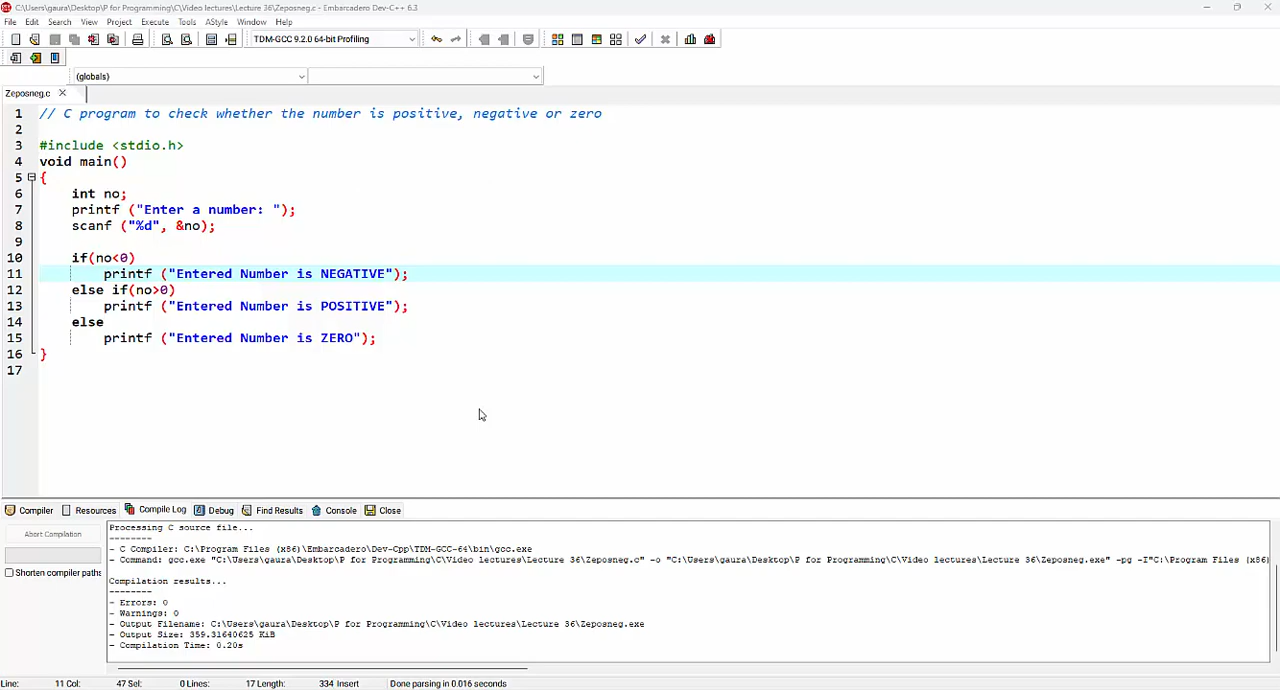 C:\Users\gaura\Desktop\P for Programming\C\Video lectures\Lecture 36\Zeposneg.c - Embarcadero Dev-C++ 6.3
File Edit Search View Project Execute Tools AStyle Window Help
TDM-GCC 9.2.0 64-bit Profiling
(globals)
Zeposneg.c
1 // C program to check whether the number is positive, negative or zero
2
3 #include <stdio.h>
4 void main()
5 {
6 int no;
7 printf ("Enter a number: ");
8 scanf ("%d", &no);
9
10 if(no<0)
11 printf ("Entered Number is NEGATIVE");
12 else if(no>0)
13 printf ("Entered Number is POSITIVE");
14 else
15 printf ("Entered Number is ZERO");
16 }
17
Compiler Resources Compile Log Debug Find Results Console Close
Abort Compilation
Shorten compiler paths
Processing C source file...
--------
- C Compiler: C:\Program Files (x86)\Embarcadero\Dev-Cpp\TDM-GCC-64\bin\gcc.exe
- Command: gcc.exe "C:\Users\gaura\Desktop\P for Programming\C\Video lectures\Lecture 36\Zeposneg.c" -o "C:\Users\gaura\Desktop\P for Programming\C\Video lectures\Lecture 36\Zeposneg.exe" -pg -I"C:\Program Files (x86)
Compilation results...
--------
- Errors: 0
- Warnings: 0
- Output Filename: C:\Users\gaura\Desktop\P for Programming\C\Video lectures\Lecture 36\Zeposneg.exe
- Output Size: 359.31640625 KiB
- Compilation Time: 0.20s
Line: 11 Col: 47 Sel: 0 Lines: 17 Length: 334 Insert Done parsing in 0.016 seconds